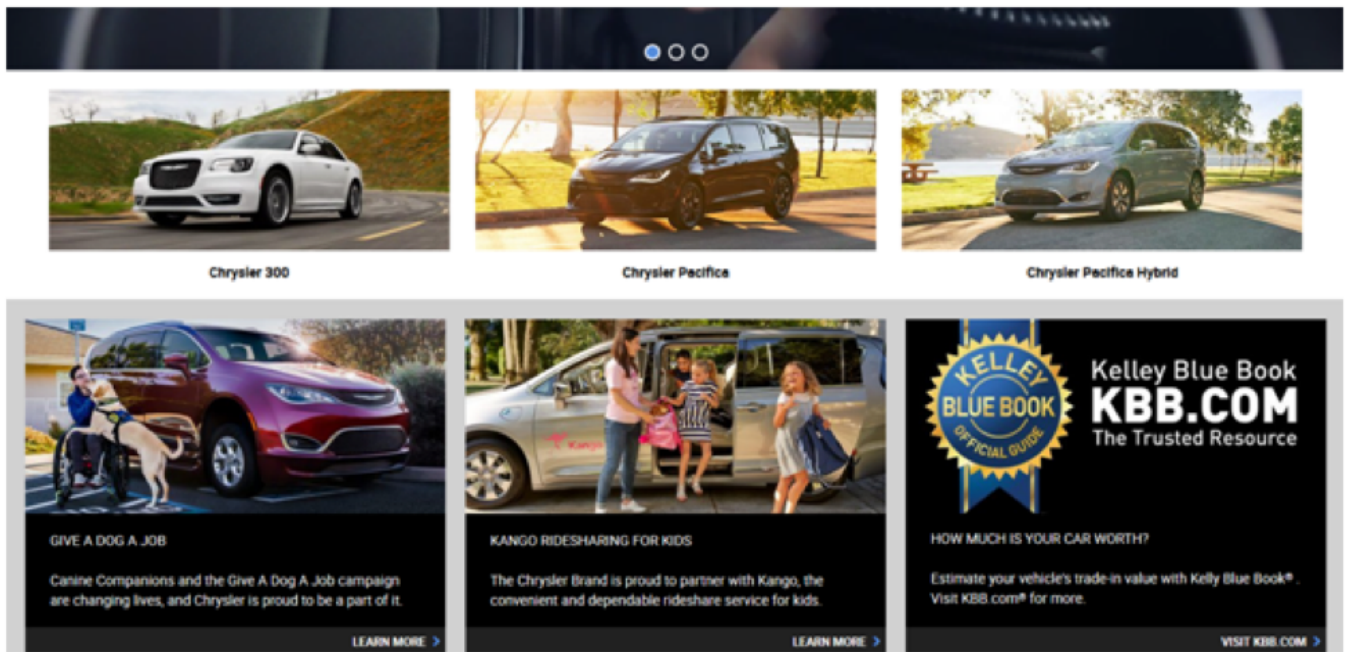 Chrysler 300
Chrysler Pacifica
Chrysler Pacifica Hybrid
Kango
KELLEY
BLUE BOOK
OFFICIAL GUIDE
Kelley Blue Book
KBB.COM
The Trusted Resource
GIVE A DOG A JOB
Canine Companions and the Give A Dog A Job campaign
are changing lives, and Chrysler is proud to be a part of it.
LEARN MORE >
KANGO RIDESHARING FOR KIDS
The Chrysler Brand is proud to partner with Kango, the
convenient and dependable rideshare service for kids.
LEARN MORE >
HOW MUCH IS YOUR CAR WORTH?
Estimate your vehicle's trade-in value with Kelly Blue Book® .
Visit KBB.com® for more.
VISIT KBB.COM >